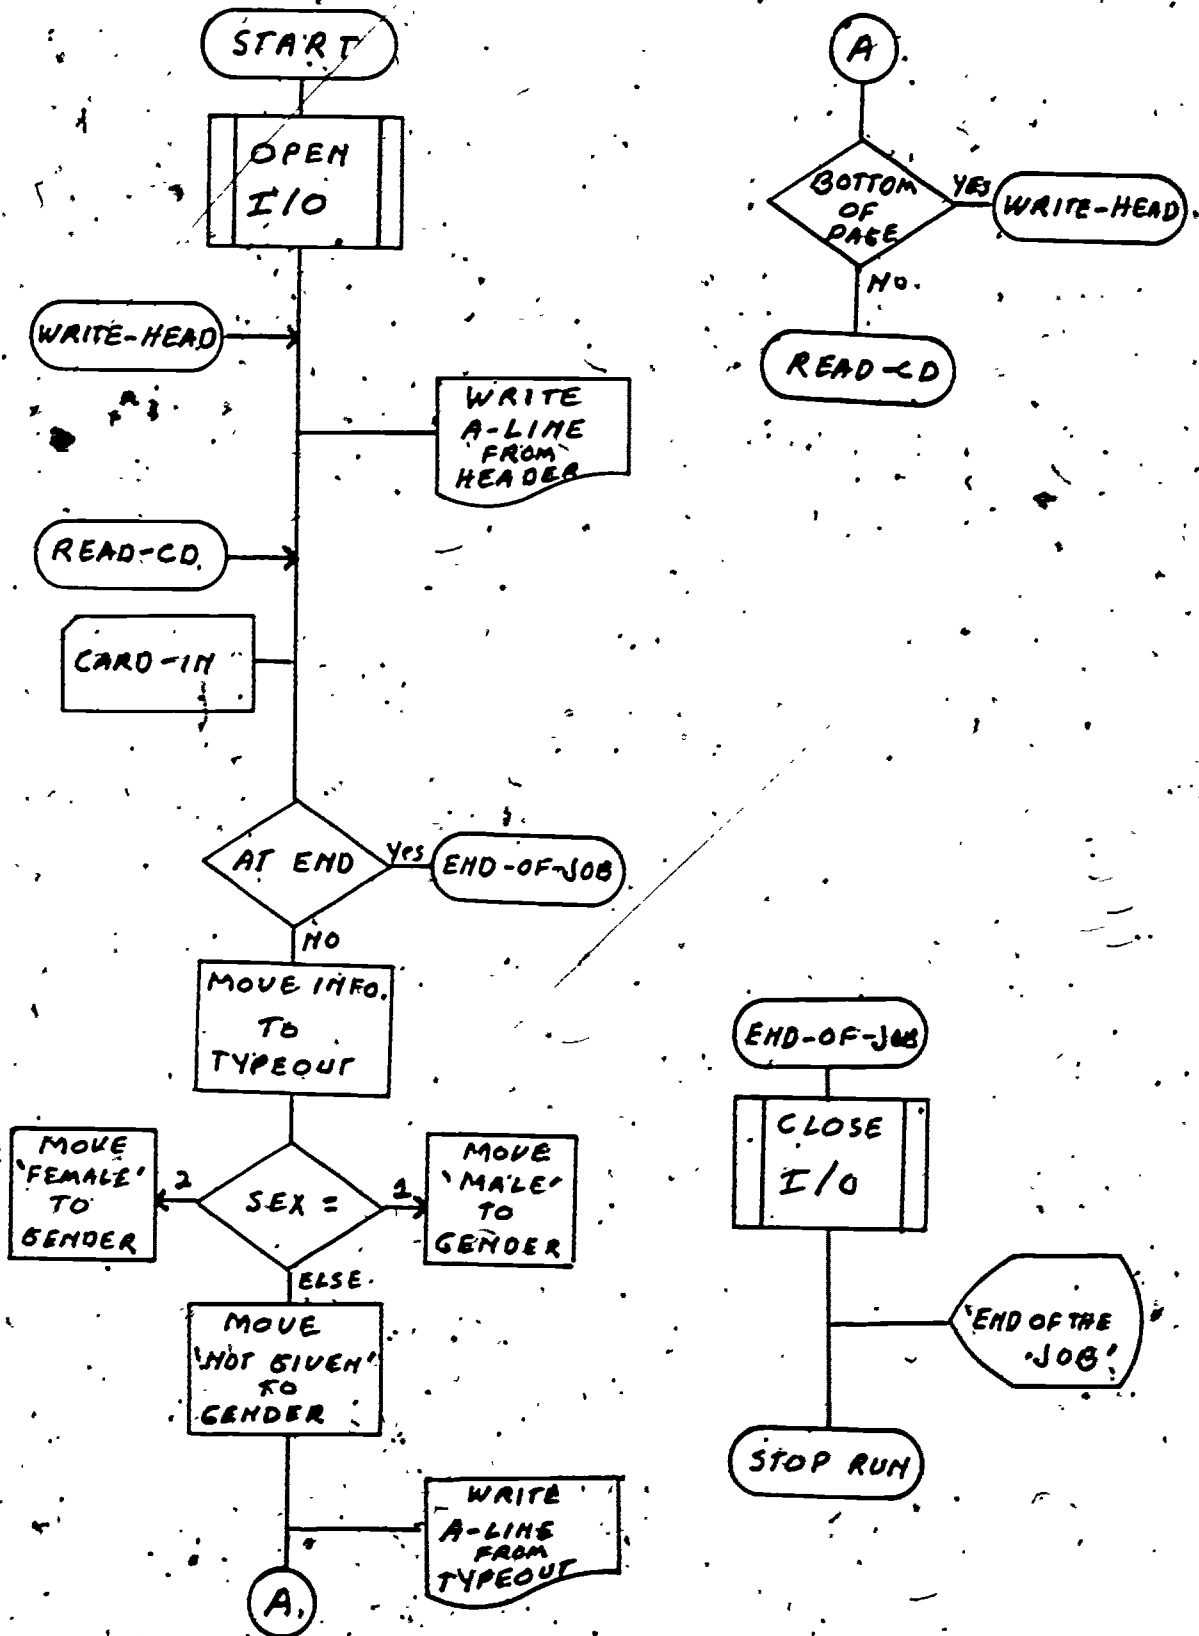 START
OPEN
I/O
WRITE-HEAD
WRITE
A-LINE
FROM
HEADER
READ-CD
CARD-IN
AT END
Yes
END-OF-JOB
NO
MOVE INFO.
TO
TYPEOUT
MOVE
'FEMALE'
TO
GENDER
2
SEX =
1
MOVE
'MALE'
TO
GENDER
ELSE.
MOVE
'NOT GIVEN'
TO
GENDER
WRITE
A-LINE
FROM
TYPEOUT
A.
A
BOTTOM
OF
PAGE
YES
WRITE-HEAD
NO.
READ-CD
END-OF-JOB
CLOSE
I/O
'END OF THE
JOB'
STOP RUN